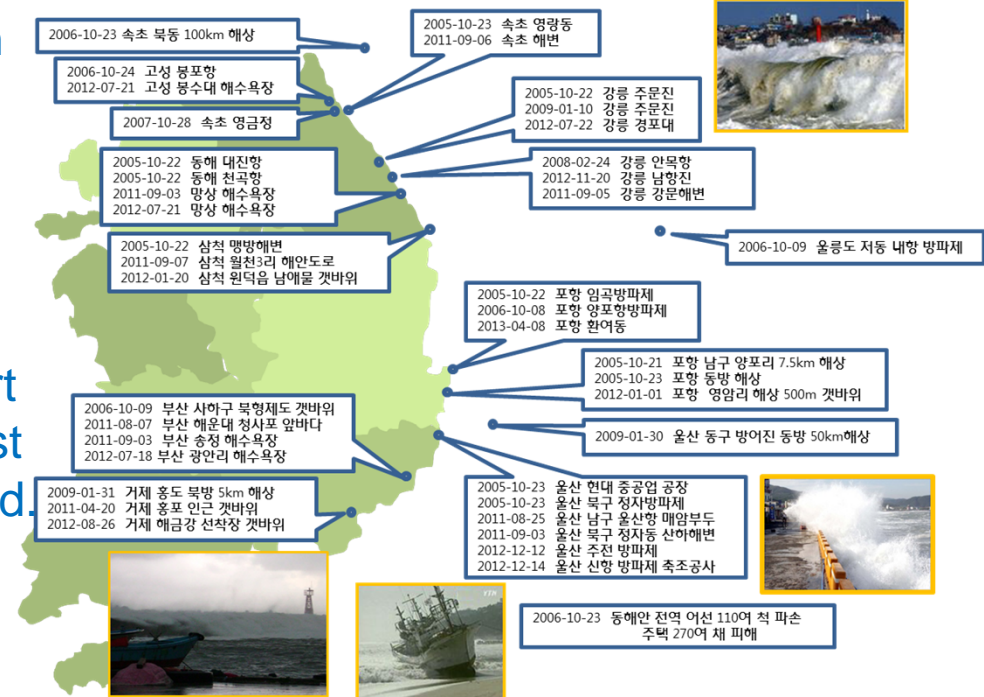 n
2006-10-23 속초 북동 100km 해상
2005-10-23 속초 영랑동
2011-09-06 속초 해변
2006-10-24 고성 봉포항
2012-07-21 고성 봉수대 해수욕장
2005-10-22 강릉 주문진
2009-01-10 강릉 주문진
2012-07-22 강릉 경포대
2007-10-28 속초 영금정
2005-10-22 동해 대진항
2005-10-22 동해 천곡항
2011-09-03 망상 해수욕장
2012-07-21 망상 해수욕장
2008-02-24 강릉 안목항
2012-11-20 강릉 남항진
2011-09-05 강릉 강문해변
2005-10-22 삼척 맹방해변
2011-09-07 삼척 월천3리 해안도로
2012-01-20 삼척 원덕읍 남애물 갯바위
2006-10-09 울릉도 저동 내항 방파제
2005-10-22 포항 임곡방파제
2006-10-08 포항 양포항방파제
2013-04-08 포항 환여동
2005-10-21 포항 남구 양포리 7.5km 해상
2005-10-23 포항 동방 해상
2012-01-01 포항 영암리 해상 500m 갯바위
rt
st
d.
2006-10-09 부산 사하구 북형제도 갯바위
2011-08-07 부산 해운대 청사포 앞바다
2011-09-03 부산 송정 해수욕장
2012-07-18 부산 광안리 해수욕장
2009-01-30 울산 동구 방어진 동방 50km해상
2009-01-31 거제 홍도 북방 5km 해상
2011-04-20 거제 홍포 인근 갯바위
2012-08-26 거제 해금강 선착장 갯바위
2005-10-23 울산 현대 중공업 공장
2005-10-23 울산 북구 정자방파제
2011-08-25 울산 남구 울산항 매암부두
2011-09-03 울산 북구 정자동 산하해변
2012-12-12 울산 주전 방파제
2012-12-14 울산 신항 방파제 축조공사
YTN
2006-10-23 동해안 전역 어선 110여 척 파손
주택 270여 채 피해